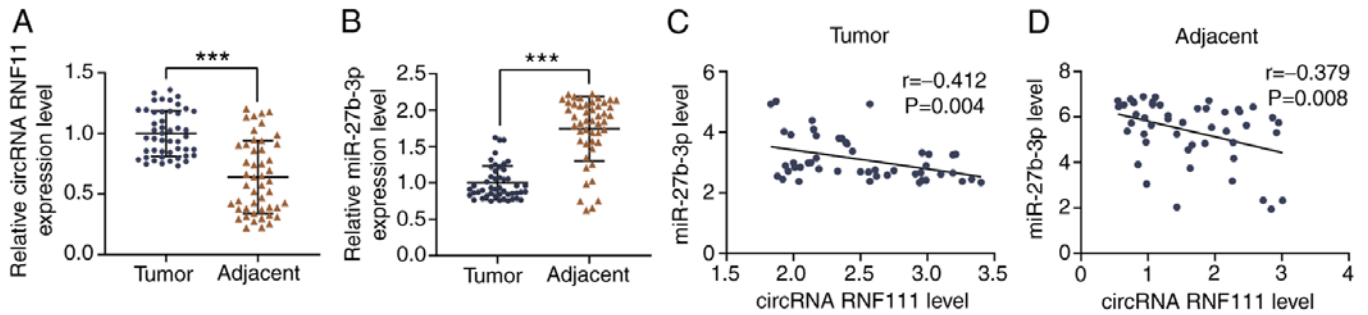 A
Relative circRNA RNF11
expression level
***
1.5
1.0
0.5
0.0
Tumor
Adjacent
B
Relative miR-27b-3p
expression level
***
2.5
2.0
1.5
1.0
0.5
0.0
Tumor
Adjacent
C
Tumor
r=−0.412
P=0.004
miR-27b-3p level
6
4
2
0
1.5
2.0
2.5
3.0
3.5
circRNA RNF111 level
D
Adjacent
r=−0.379
P=0.008
miR-27b-3p level
8
6
4
2
0
0
1
2
3
4
circRNA RNF111 level